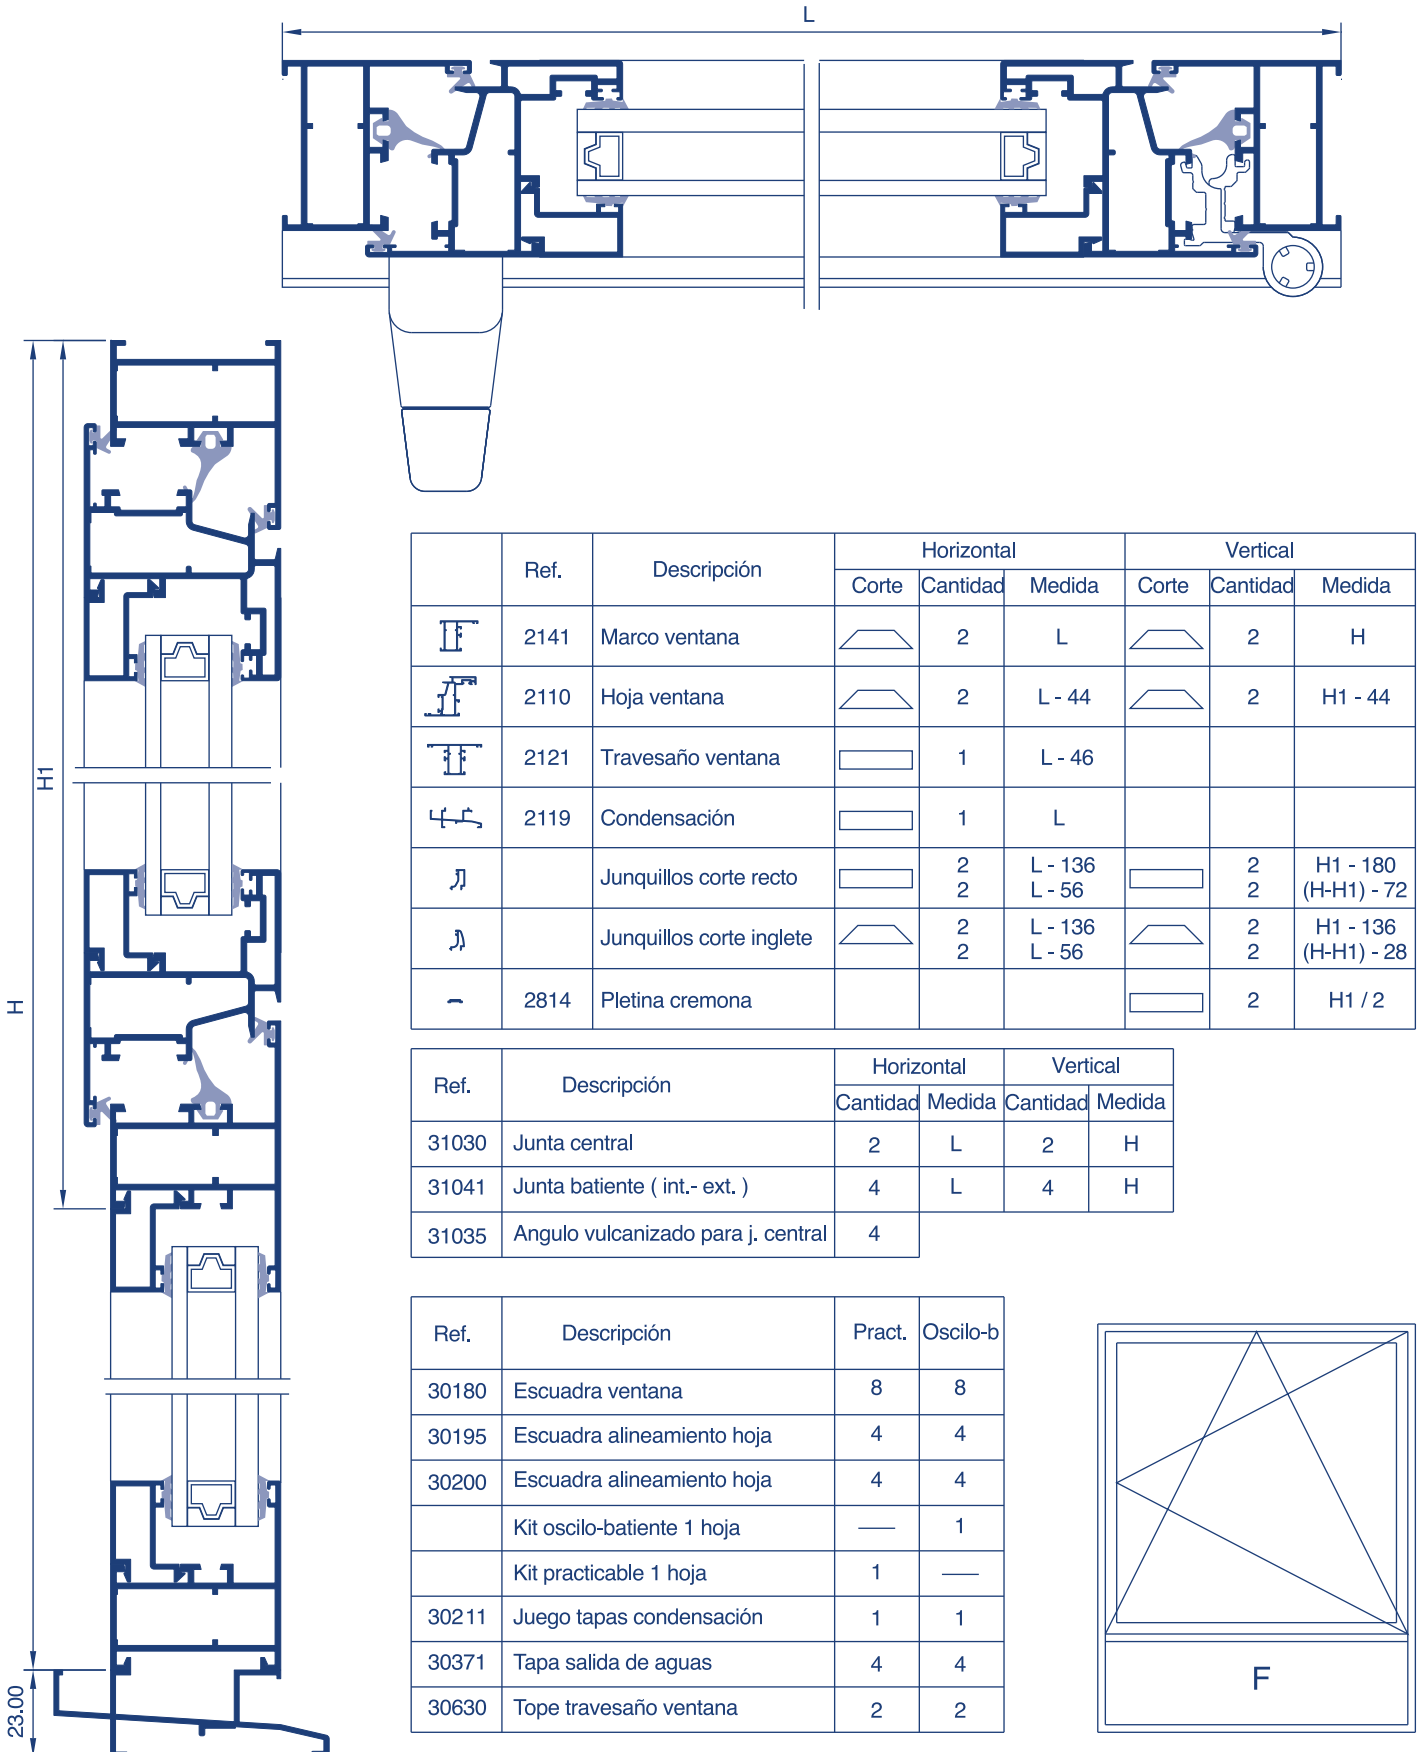 L
H1
H
23.00
Ref. Descripción Horizontal Vertical
Corte Cantidad Medida Corte Cantidad Medida
2141 Marco ventana 2 L 2 H
2110 Hoja ventana 2 L - 44 2 H1 - 44
2121 Travesaño ventana 1 L - 46
2119 Condensación 1 L
Junquillos corte recto 2 L - 136 2 H1 - 180
2 L - 56 2 (H-H1) - 72
Junquillos corte inglete 2 L - 136 2 H1 - 136
2 L - 56 2 (H-H1) - 28
2814 Pletina cremona 2 H1 / 2
Ref. Descripción Horizontal Vertical
Cantidad Medida Cantidad Medida
31030 Junta central 2 L 2 H
31041 Junta batiente ( int.- ext. ) 4 L 4 H
31035 Angulo vulcanizado para j. central 4
Ref. Descripción Pract. Oscilo-b
30180 Escuadra ventana 8 8
30195 Escuadra alineamiento hoja 4 4
30200 Escuadra alineamiento hoja 4 4
Kit oscilo-batiente 1 hoja — 1
Kit practicable 1 hoja 1 —
30211 Juego tapas condensación 1 1
30371 Tapa salida de aguas 4 4
30630 Tope travesaño ventana 2 2
F